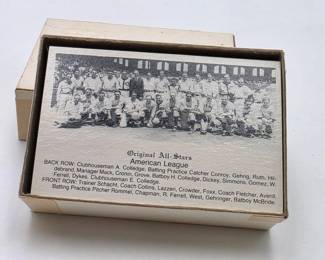 Original All-Stars
American League
BACK ROW: Clubhouseman A. Colledge, Batting Practice Catcher Conroy, Gehrig, Ruth, Hil-
debrand, Manager Mack, Cronin, Grove, Batboy H. Colledge, Dickey, Simmons, Gomez, W.
Ferrell, Dykes, Clubhouseman E. Colledge.
FRONT ROW: Trainer Schacht, Coach Collins, Lazzeri, Crowder, Foxx, Coach Fletcher, Averill,
Batting Practice Pitcher Rommel, Chapman, R. Ferrell, West, Gehringer, Batboy McBride.